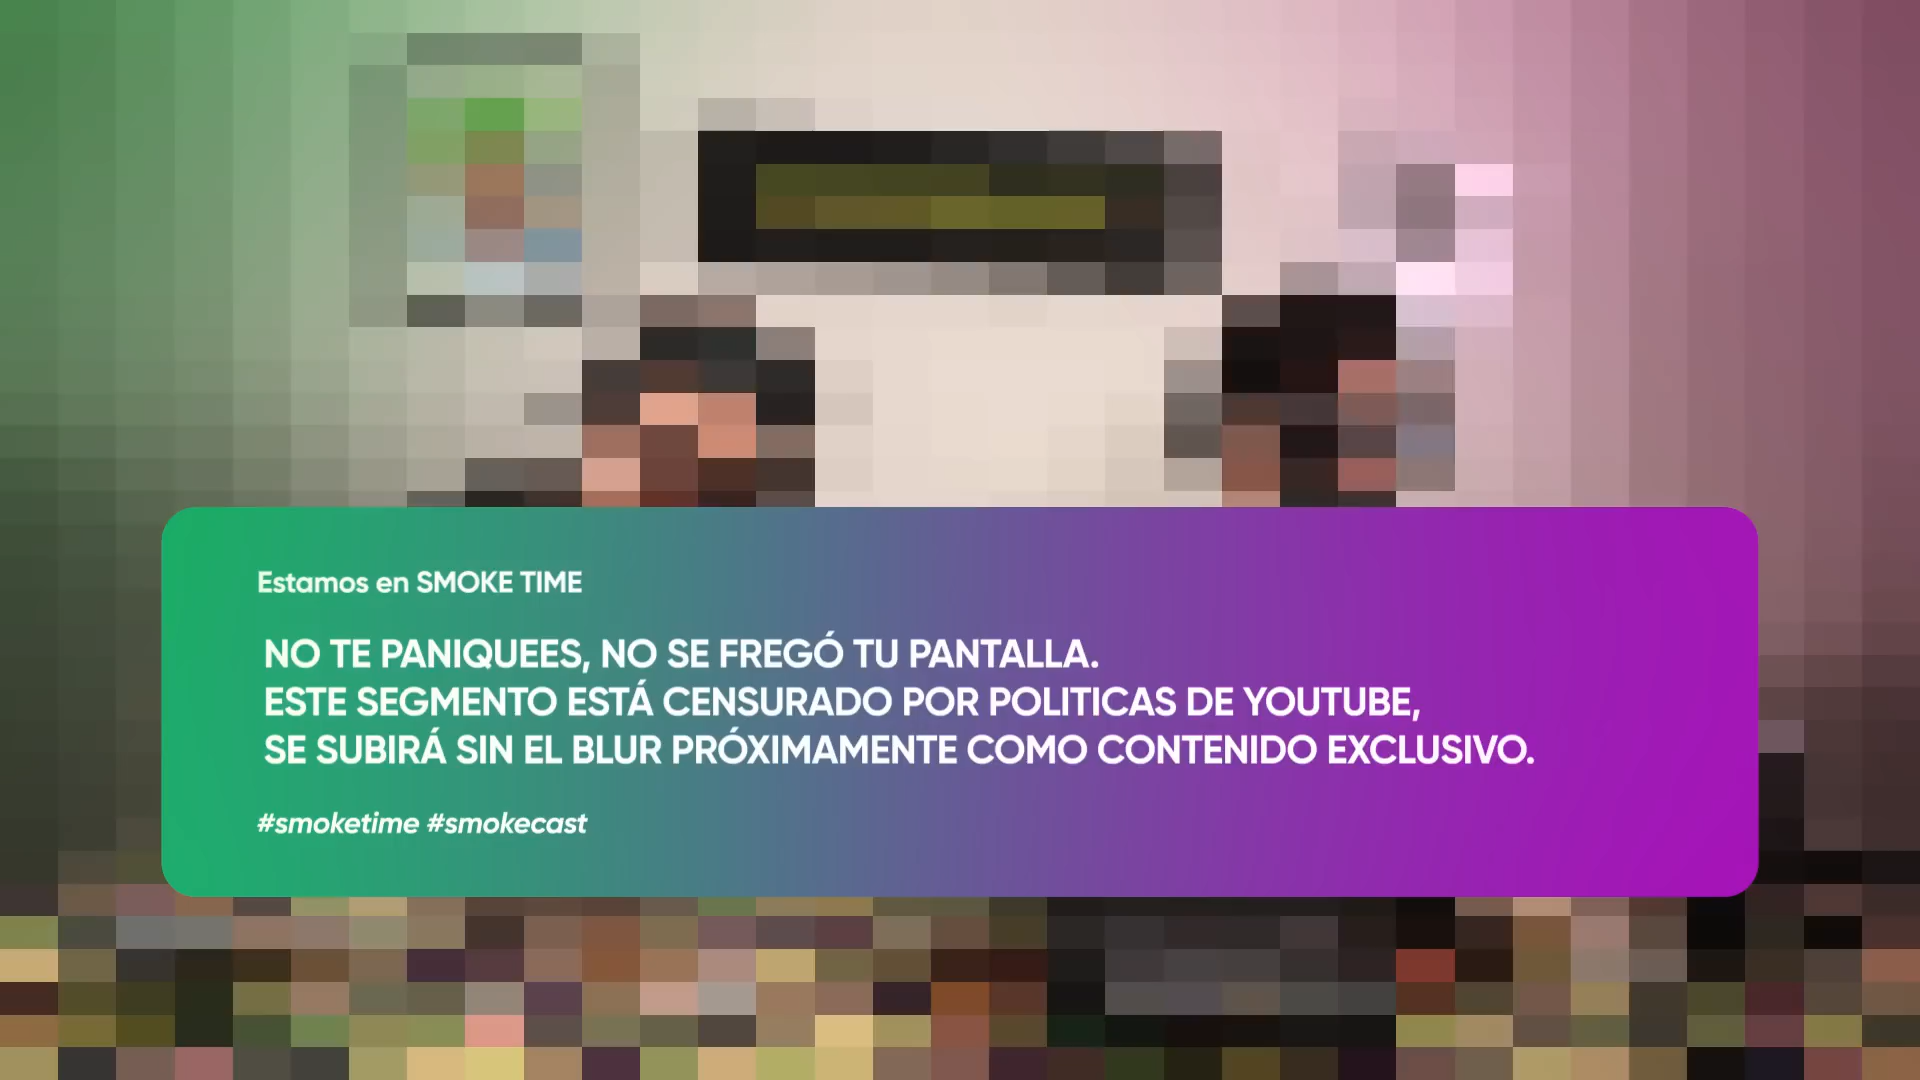 Estamos en SMOKE TIME
NO TE PANIQUEES, NO SE FREGÓ TU PANTALLA.
ESTE SEGMENTO ESTÁ CENSURADO POR POLITICAS DE YOUTUBE,
SE SUBIRÁ SIN EL BLUR PRÓXIMAMENTE COMO CONTENIDO EXCLUSIVO.
#smoketime #smokecast